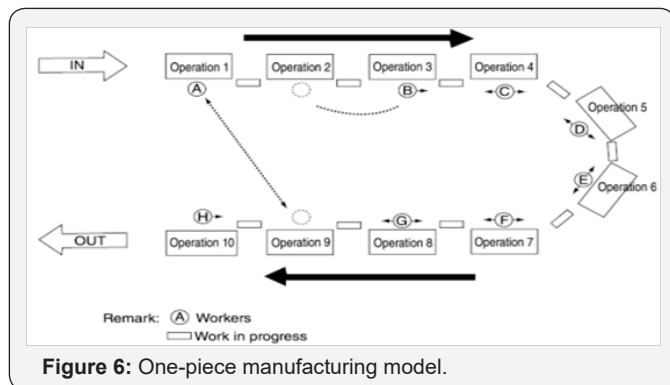 IN
Operation 1
Operation 2
Operation 3
Operation 4
A
B
C
Operation 5
D
E
Operation 6
H
G
F
OUT
Operation 10
Operation 9
Operation 8
Operation 7
Remark: A Workers
Work in progress
Figure 6: One-piece manufacturing model.